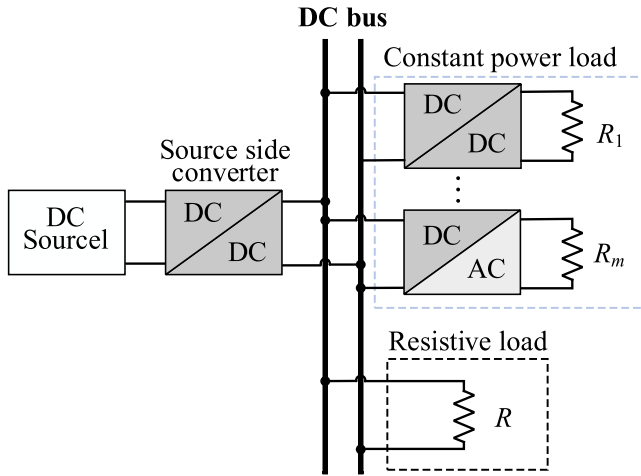 DC bus
Constant power load
DC
DC
R1
Source side
converter
DC
Sourcel
DC
DC
DC
AC
Rm
Resistive load
R